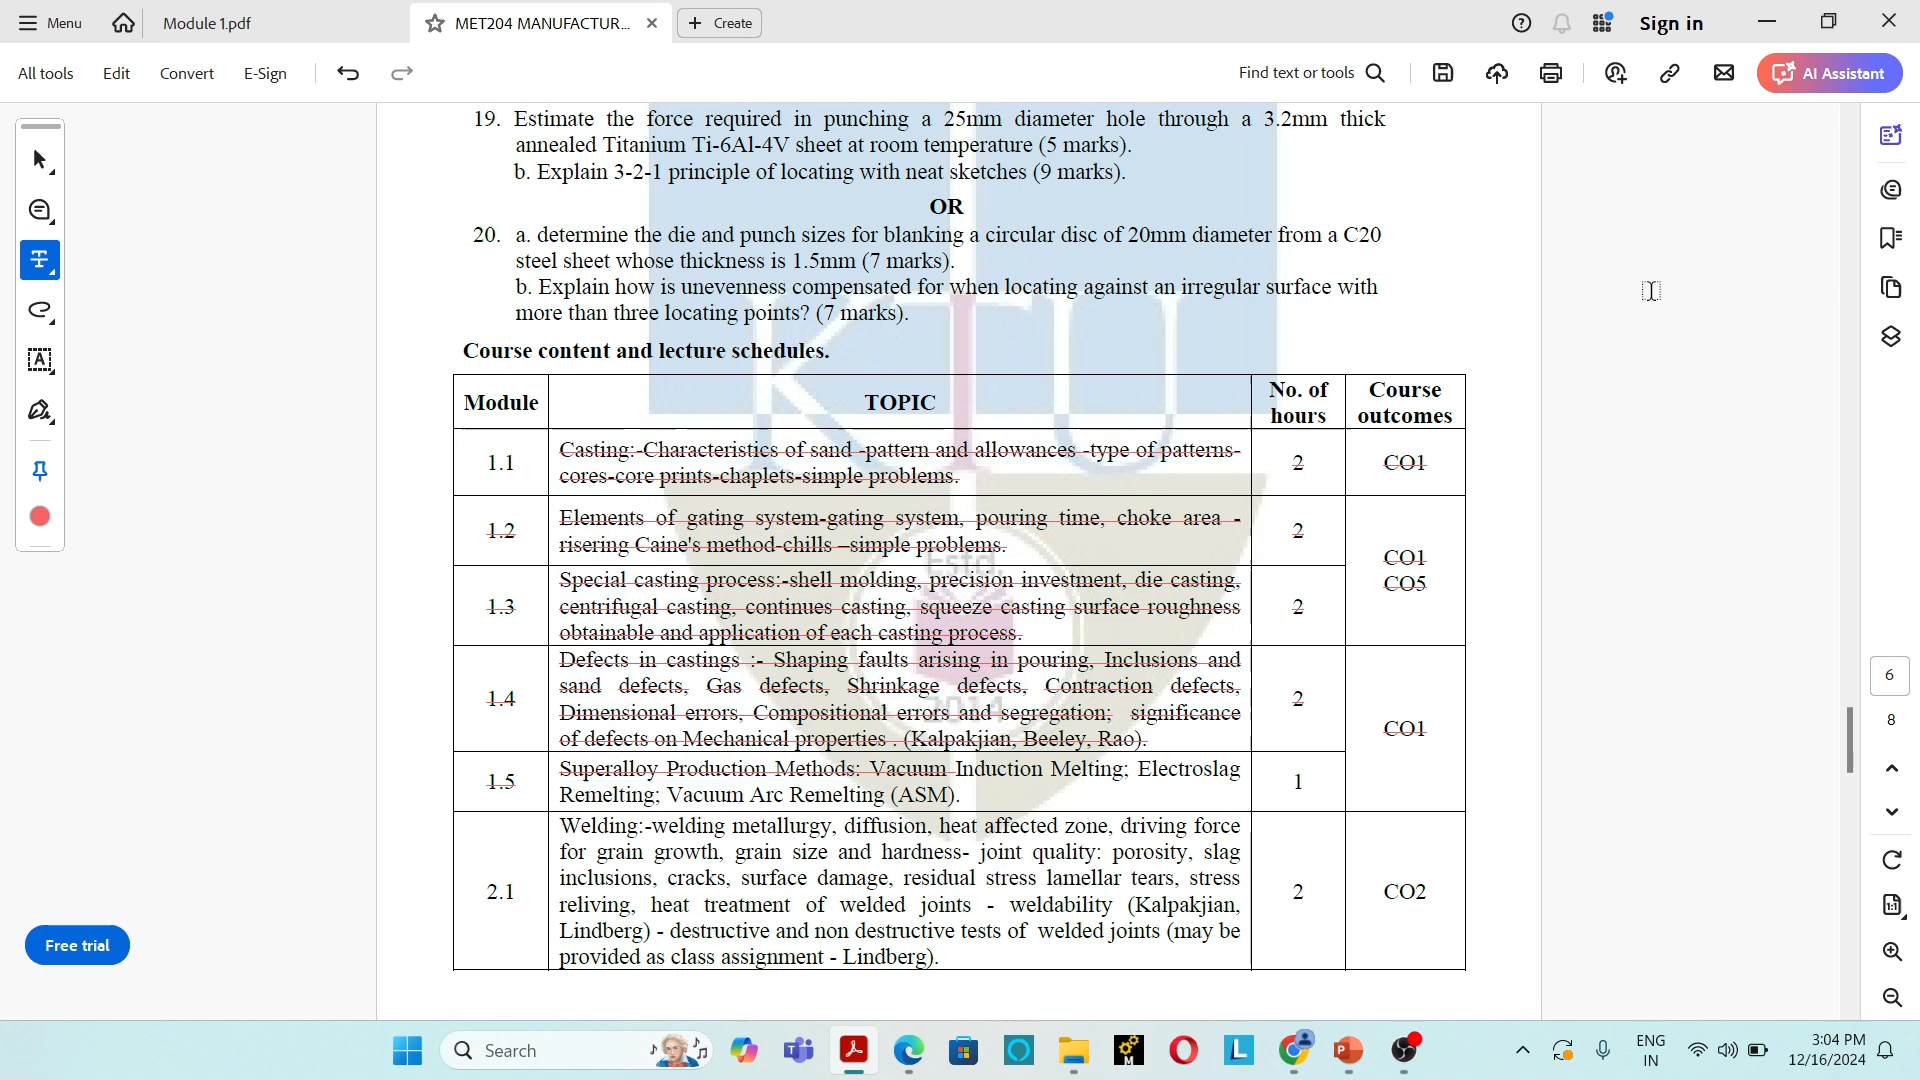 Menu
Module 1.pdf
MET204 MANUFACTUR...
Create
Sign in
All tools
Edit
Convert
E-Sign
Find text or tools
AI Assistant
19. Estimate the force required in punching a 25mm diameter hole through a 3.2mm thick
annealed Titanium Ti-6Al-4V sheet at room temperature (5 marks).
b. Explain 3-2-1 principle of locating with neat sketches (9 marks).
OR
20. a. determine the die and punch sizes for blanking a circular disc of 20mm diameter from a C20
steel sheet whose thickness is 1.5mm (7 marks).
b. Explain how is unevenness compensated for when locating against an irregular surface with
more than three locating points? (7 marks).
KTU
Course content and lecture schedules.
Module
TOPIC
No. of
hours
Course
outcomes
1.1
Casting:-Characteristics of sand -pattern and allowances -type of patterns-
cores-core prints-chaplets-simple problems.
2
CO1
1.2
Elements of gating system-gating system, pouring time, choke area -
risering Caine's method-chills –simple problems.
2
CO1
CO5
Estd.
1.3
Special casting process:-shell molding, precision investment, die casting,
centrifugal casting, continues casting, squeeze casting surface roughness
obtainable and application of each casting process.
2
1.4
Defects in castings :- Shaping faults arising in pouring, Inclusions and
sand defects, Gas defects, Shrinkage defects, Contraction defects,
Dimensional errors, Compositional errors and segregation; significance
of defects on Mechanical properties . (Kalpakjian, Beeley, Rao).
2
CO1
2014
1.5
Superalloy Production Methods: Vacuum Induction Melting; Electroslag
Remelting; Vacuum Arc Remelting (ASM).
1
2.1
Welding:-welding metallurgy, diffusion, heat affected zone, driving force
for grain growth, grain size and hardness- joint quality: porosity, slag
inclusions, cracks, surface damage, residual stress lamellar tears, stress
reliving, heat treatment of welded joints - weldability (Kalpakjian,
Lindberg) - destructive and non destructive tests of welded joints (may be
provided as class assignment - Lindberg).
2
CO2
6
8
Free trial
Search
ENG
IN
3:04 PM
12/16/2024